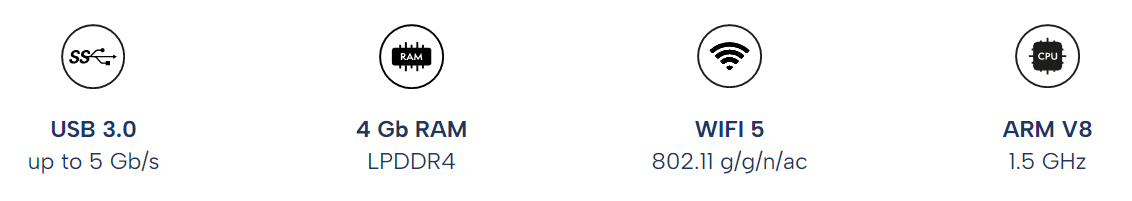 SS
RAM
CPU
USB 3.0
up to 5 Gb/s
4 Gb RAM
LPDDR4
WIFI 5
802.11 g/g/n/ac
ARM V8
1.5 GHz